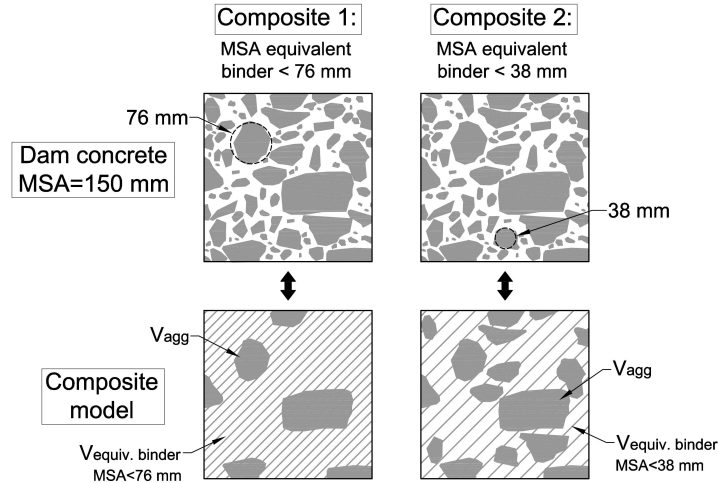 Composite 1:
MSA equivalent
binder < 76 mm
Composite 2:
MSA equivalent
binder < 38 mm
76 mm
Dam concrete
MSA=150 mm
38 mm
Vagg
Composite
model
Vequiv. binder
MSA<76 mm
Vagg
Vequiv. binder
MSA<38 mm